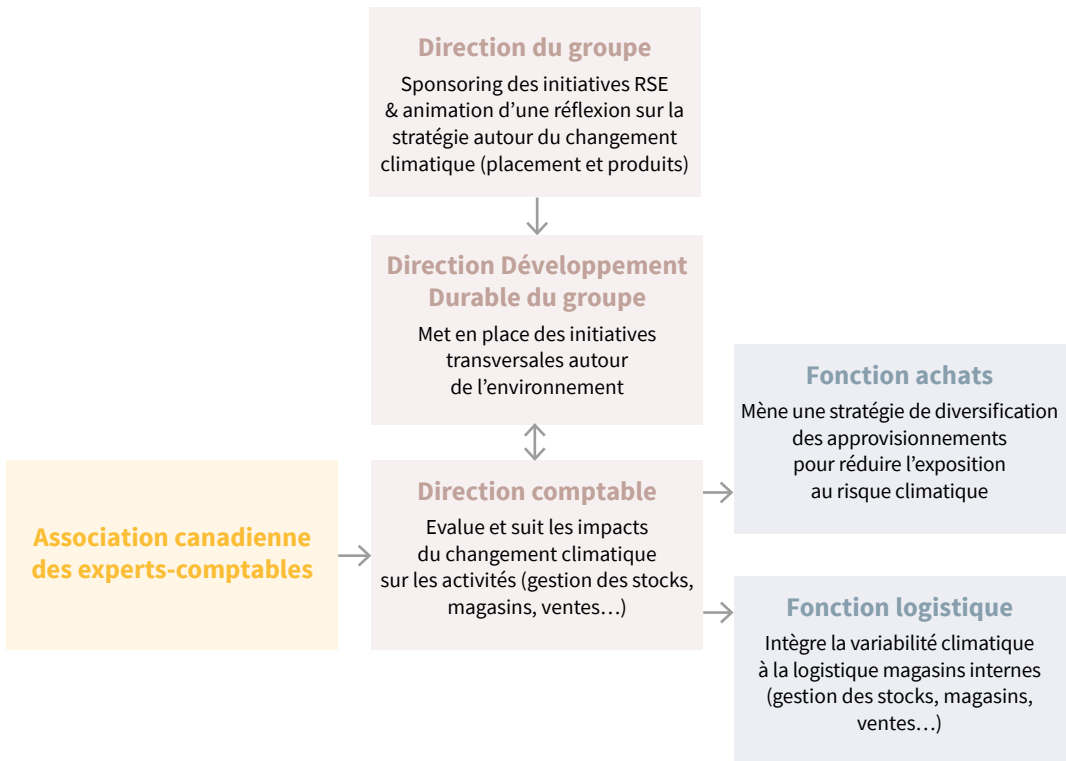 Direction du groupe
Sponsoring des initiatives RSE
& animation d’une réflexion sur la
stratégie autour du changement
climatique (placement et produits)
Direction Développement
Durable du groupe
Met en place des initiatives
transversales autour
de l’environnement
Association canadienne
des experts-comptables
Direction comptable
Evalue et suit les impacts
du changement climatique
sur les activités (gestion des stocks,
magasins, ventes…)
Fonction achats
Mène une stratégie de diversification
des approvisionnements
pour réduire l’exposition
au risque climatique
Fonction logistique
Intègre la variabilité climatique
à la logistique magasins internes
(gestion des stocks, magasins,
ventes…)